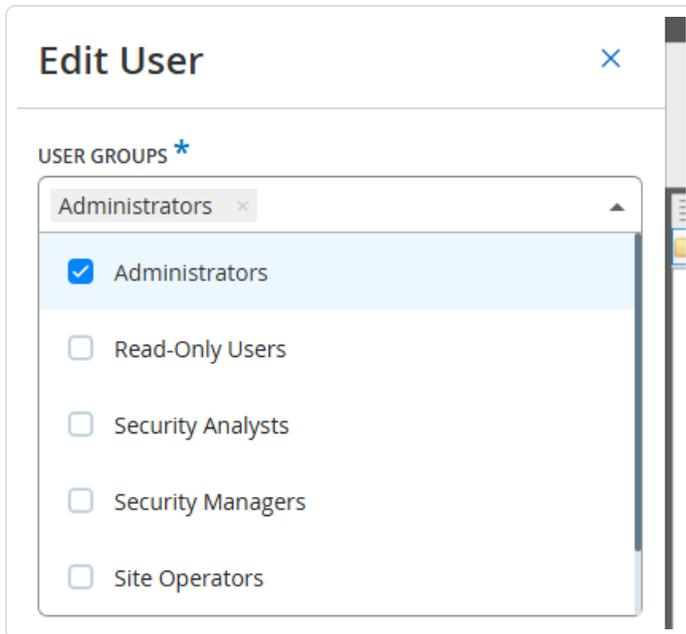 Edit User
USER GROUPS *
Administrators ×
Administrators
Read-Only Users
Security Analysts
Security Managers
Site Operators